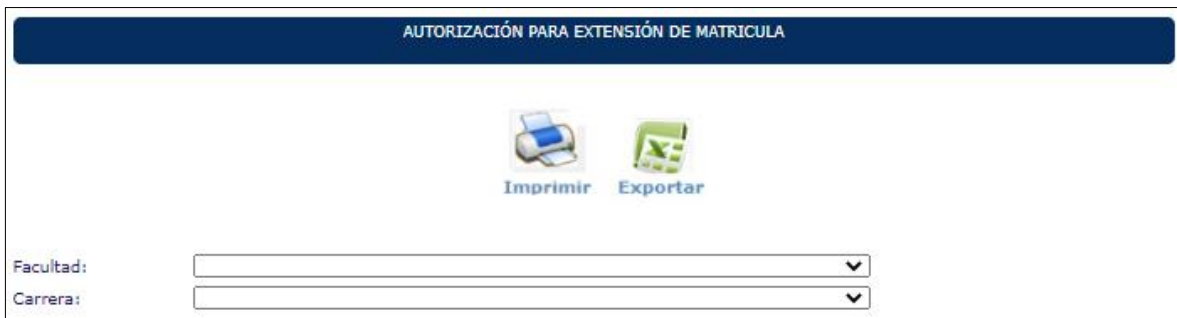 AUTORIZACIÓN PARA EXTENSIÓN DE MATRICULA
Imprimir Exportar
Facultad:
Carrera: